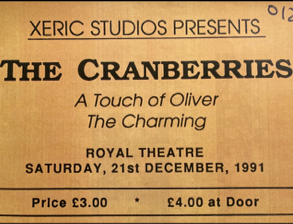 012
XERIC STUDIOS PRESENTS
THE CRANBERRIES
A Touch of Oliver
The Charming
ROYAL THEATRE
SATURDAY, 21st DECEMBER, 1991
Price £3.00 * £4.00 at Door